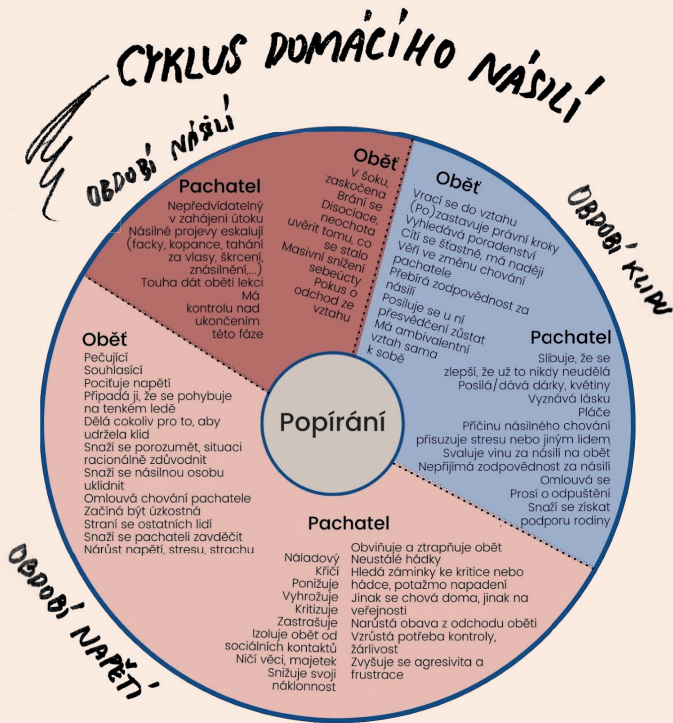 CYKLUS DOMÁCÍHO NÁSILÍ
OBDOBÍ NÁSILÍ
Pachatel
Nepředvídatelný
v zahájení útoku
Násilné projevy eskalují
(facky, kopance, tahání
za vlasy, škrcení,
znásilnění,...)
Touha dát oběti lekci
Má
kontrolu nad
ukončením
této fáze
Oběť
V šoku,
zaskočena
Brání se
Disociace,
neochota
uvěřit tomu, co
se stalo
Masivní snížení
sebeúcty
Pokus o
odchod ze
vztahu
OBDOBÍ KLIDU
Oběť
Vrací se do vztahu
(Po)zastavuje právní kroky
Vyhledává poradenství
Cítí se šťastně, má naději
Věří ve změnu chování
pachatele
Přebírá zodpovědnost za
násilí
Posiluje se u ní
přesvědčení zůstat
Má ambivalentní
vztah sama
k sobě
Pachatel
Slibuje, že se
zlepší, že už to nikdy neudělá
Posílá/dává dárky, květiny
Vyznává lásku
Pláče
Příčinu násilného chování
přisuzuje stresu nebo jiným lidem
Svaluje vinu za násilí na obět
Nepřijímá zodpovědnost za násilí
Omlouvá se
Prosí o odpuštění
Snaží se získat
podporu rodiny
Popírání
OBDOBÍ NAPĚTÍ
Oběť
Pečující
Souhlasící
Pociťuje napětí
Připadá ji, že se pohybuje
na tenkém ledě
Dělá cokoliv pro to, aby
udržela klid
Snaží se porozumět, situaci
racionálně zdůvodnit
Snaží se násilnou osobu
uklidnit
Omlouvá chování pachatele
Začíná být úzkostná
Straní se ostatních lidí
Snaží se pachateli zavděčit
Nárůst napětí, stresu, strachu
Pachatel
Náladový
Křičí
Ponižuje
Vyhrožuje
Kritizuje
Zastrašuje
Izoluje obět od
sociálních kontaktů
Ničí věci, majetek
Snižuje svoji
náklonnost
Obviňuje a ztrapňuje obět
Neustálé hádky
Hledá záminky ke kritice nebo
hádce, potažmo napadení
Jinak se chová doma, jinak na
veřejnosti
Narůstá obava z odchodu oběti
Vzrůstá potřeba kontroly,
žárlivost
Zvyšuje se agresivita a
frustrace